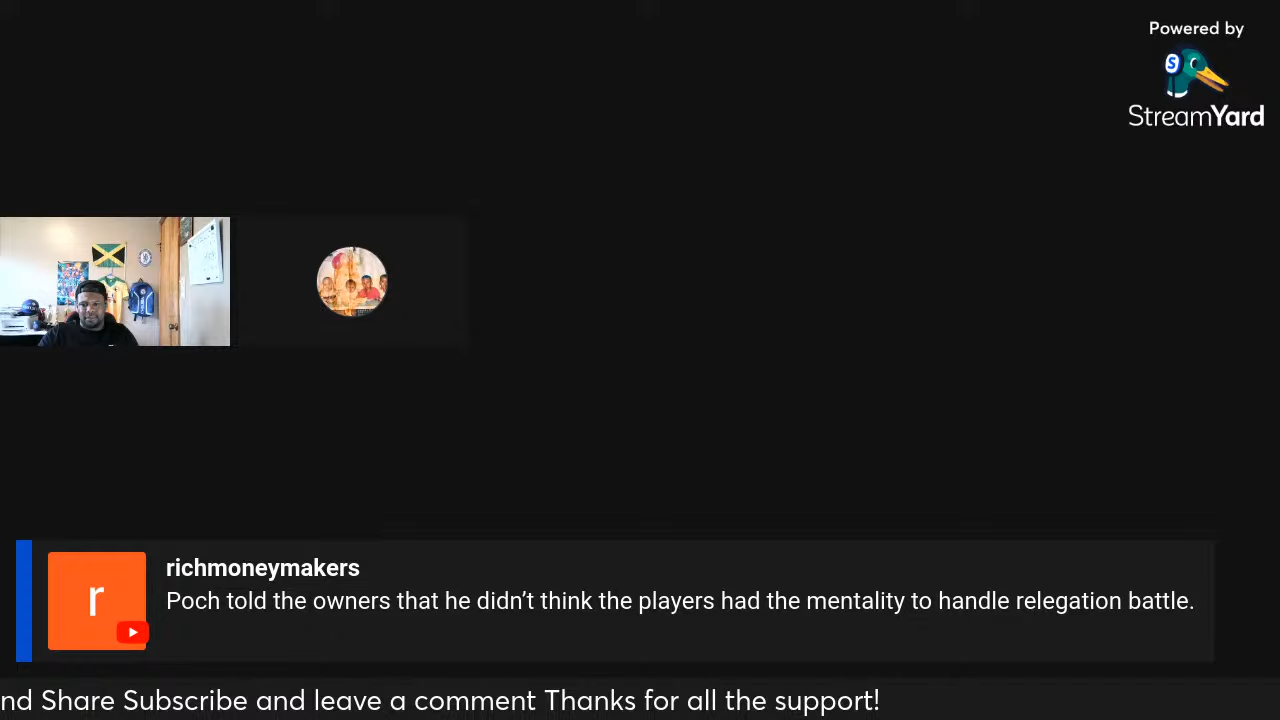 Powered by
S
StreamYard
r
richmoneymakers
Poch told the owners that he didn’t think the players had the mentality to handle relegation battle.
nd Share Subscribe and leave a comment Thanks for all the support!